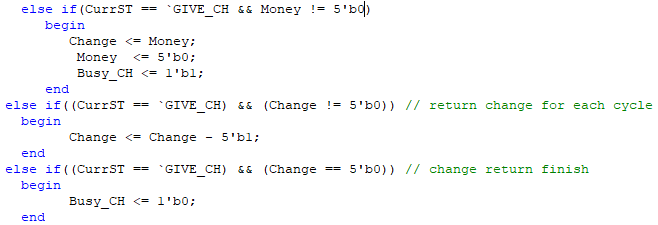 else if(CurrST == `GIVE_CH && Money != 5'b0)
begin
Change <= Money;
Money <= 5'b0;
Busy_CH <= 1'b1;
end
else if((CurrST == `GIVE_CH) && (Change != 5'b0)) // return change for each cycle
begin
Change <= Change - 5'b1;
end
else if((CurrST == `GIVE_CH) && (Change == 5'b0)) // change return finish
begin
Busy_CH <= 1'b0;
end